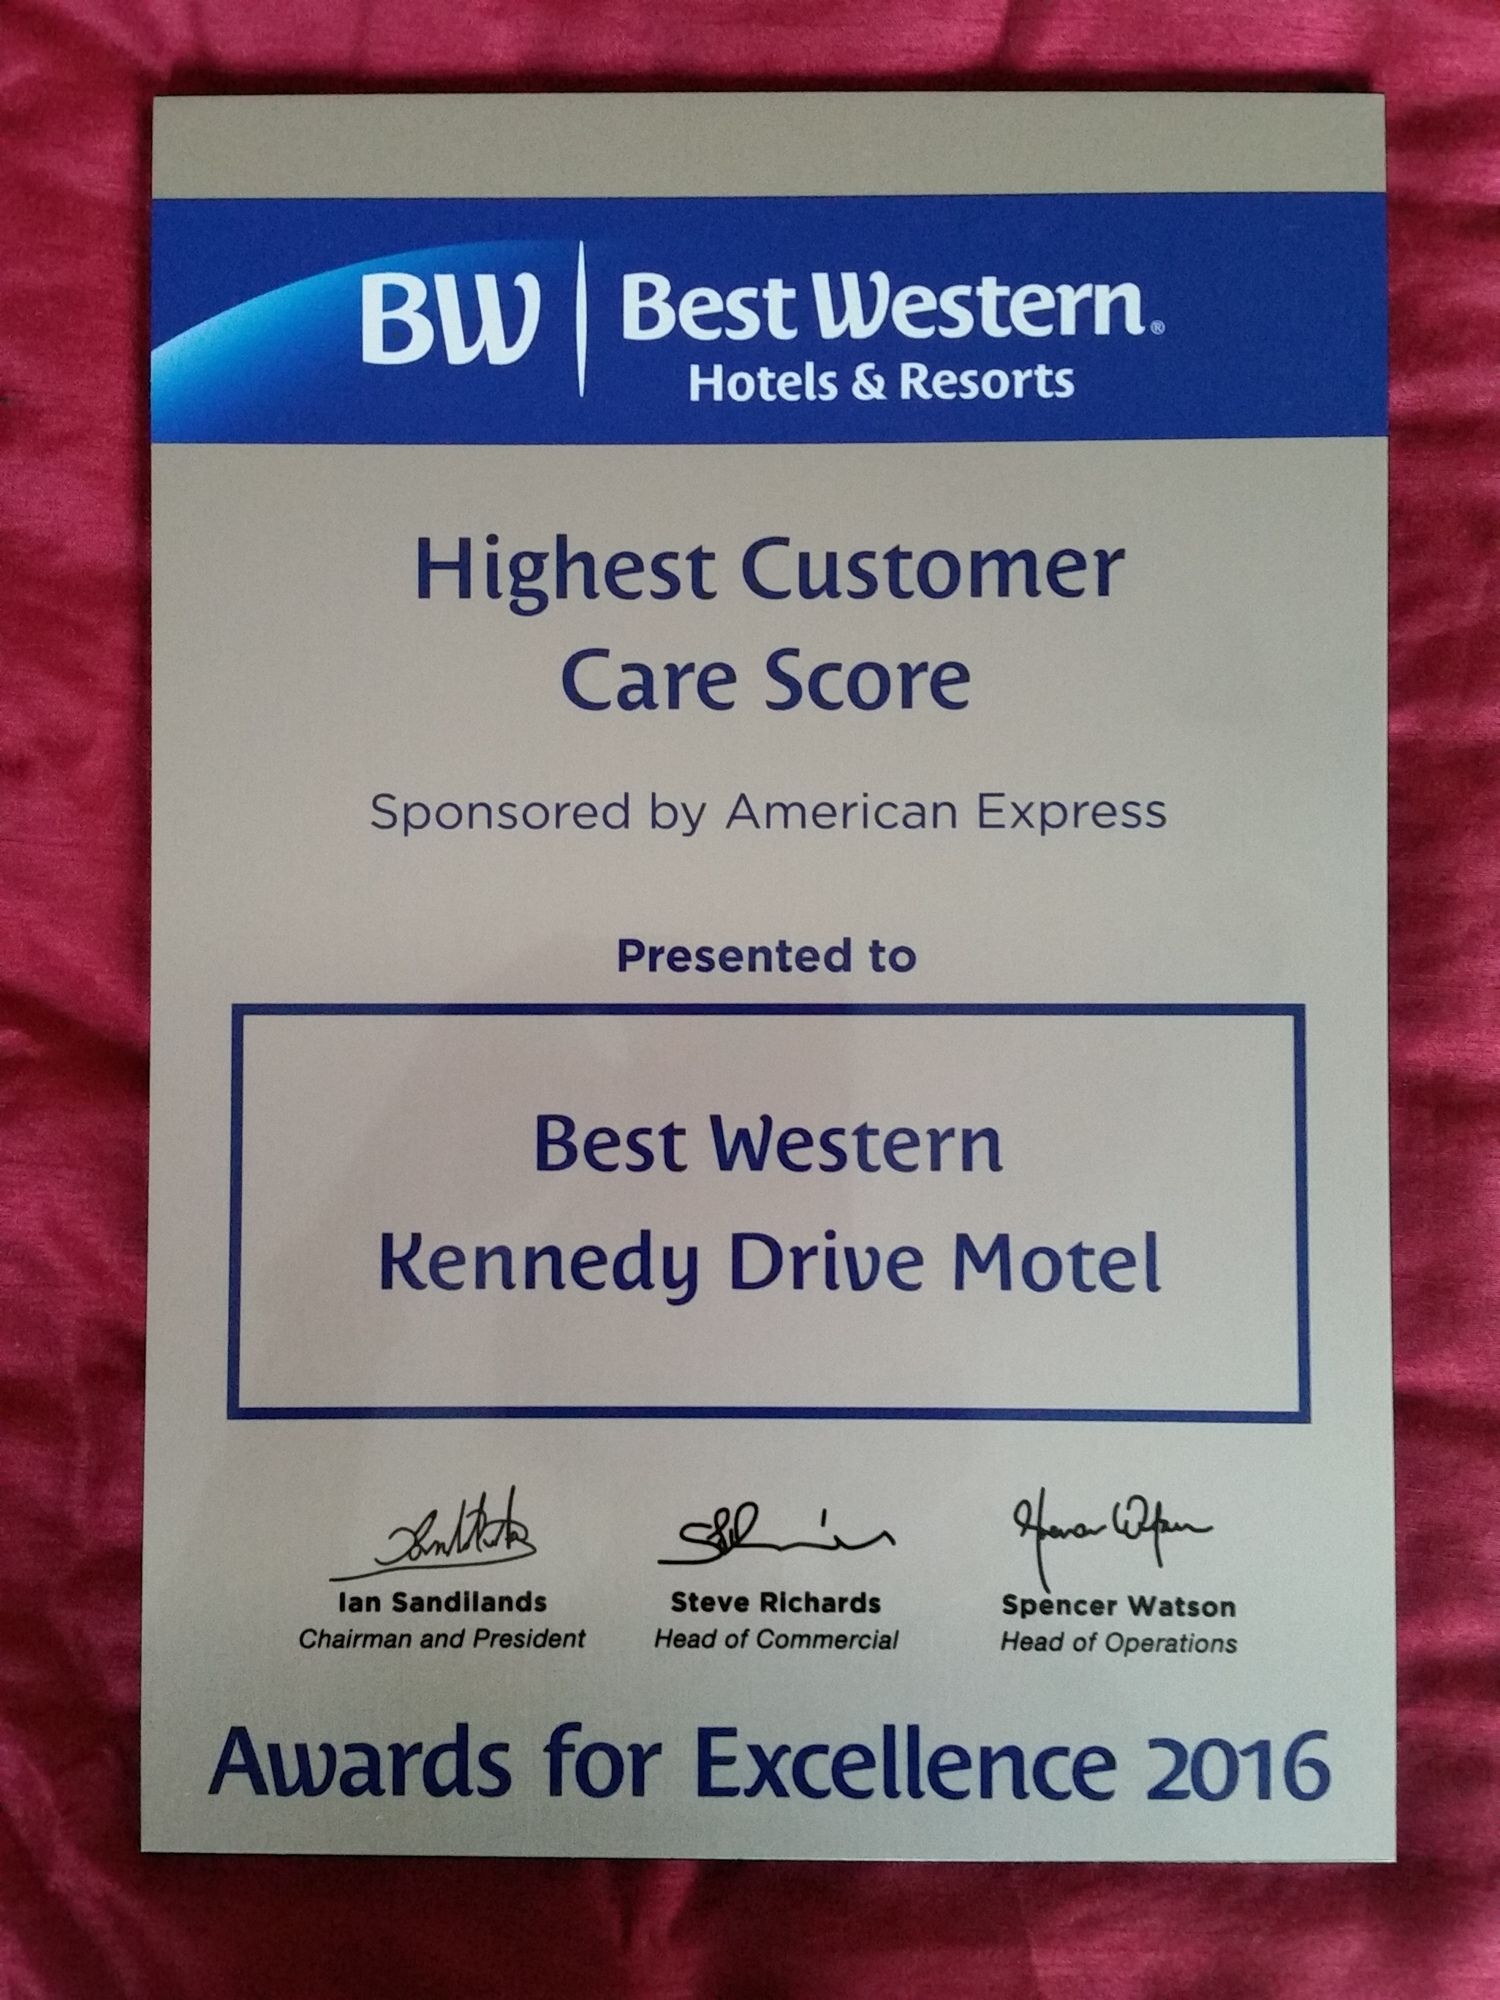 BW | Best Western®
Hotels & Resorts
Highest Customer
Care Score
Sponsored by American Express
Presented to
Best Western
Kennedy Drive Motel
Ian Sandilands
Chairman and President
Steve Richards
Head of Commercial
Spencer Watson
Head of Operations
Awards for Excellence 2016